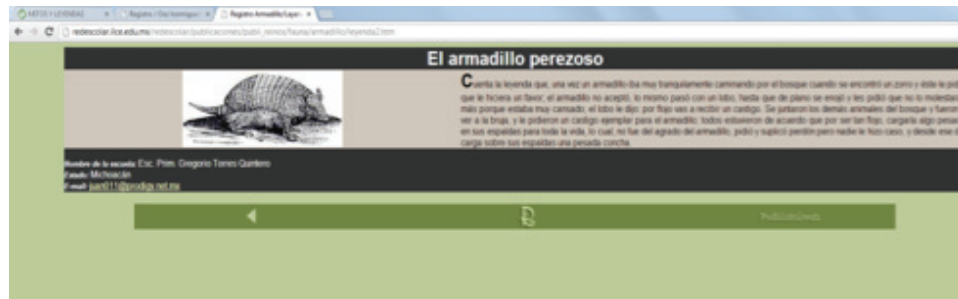 MITOS Y LEYENDAS
Registro Armadillo/Leyen
redescolar.ilce.edu.mx/redescolar/publicaciones/publi_reinos/fauna/armadillo/leyenda2.htm
El armadillo perezoso
Cuenta la leyenda que, una vez un armadillo iba muy tranquilamente caminando por el bosque cuando se encontró un zorro y éste le pidi
que le hiciera un favor, el armadillo no aceptó, lo mismo pasó con un lobo, hasta que de plano se enojó y les pidió que no lo molestara
más porque estaba muy cansado, el lobo le dijo: por flojo vas a recibir un castigo. Se juntaron los demás animales del bosque y fueron
ver a la bruja, y le pidieron un castigo ejemplar para el armadillo: todos estuvieron de acuerdo que por ser tan flojo, cargaría algo pesad
en sus espaldas para toda la vida, lo cual, no fue del agrado del armadillo, pidió y suplicó perdón pero nadie le hizo caso, y desde ese d
carga sobre sus espaldas una pesada concha.
Nombre de la escuela: Esc. Prim. Gregorio Torres Quintero
Estado: Michoacán
E-mail: juan011@prodigy.net.mx